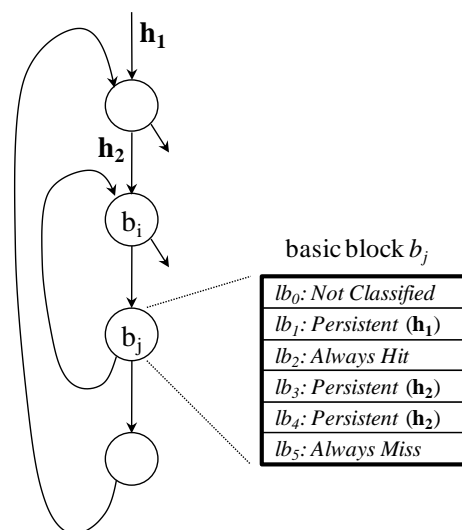 h₁
h₂
bᵢ
bⱼ
basic block bⱼ
lb₀: Not Classified
lb₁: Persistent (h₁)
lb₂: Always Hit
lb₃: Persistent (h₂)
lb₄: Persistent (h₂)
lb₅: Always Miss